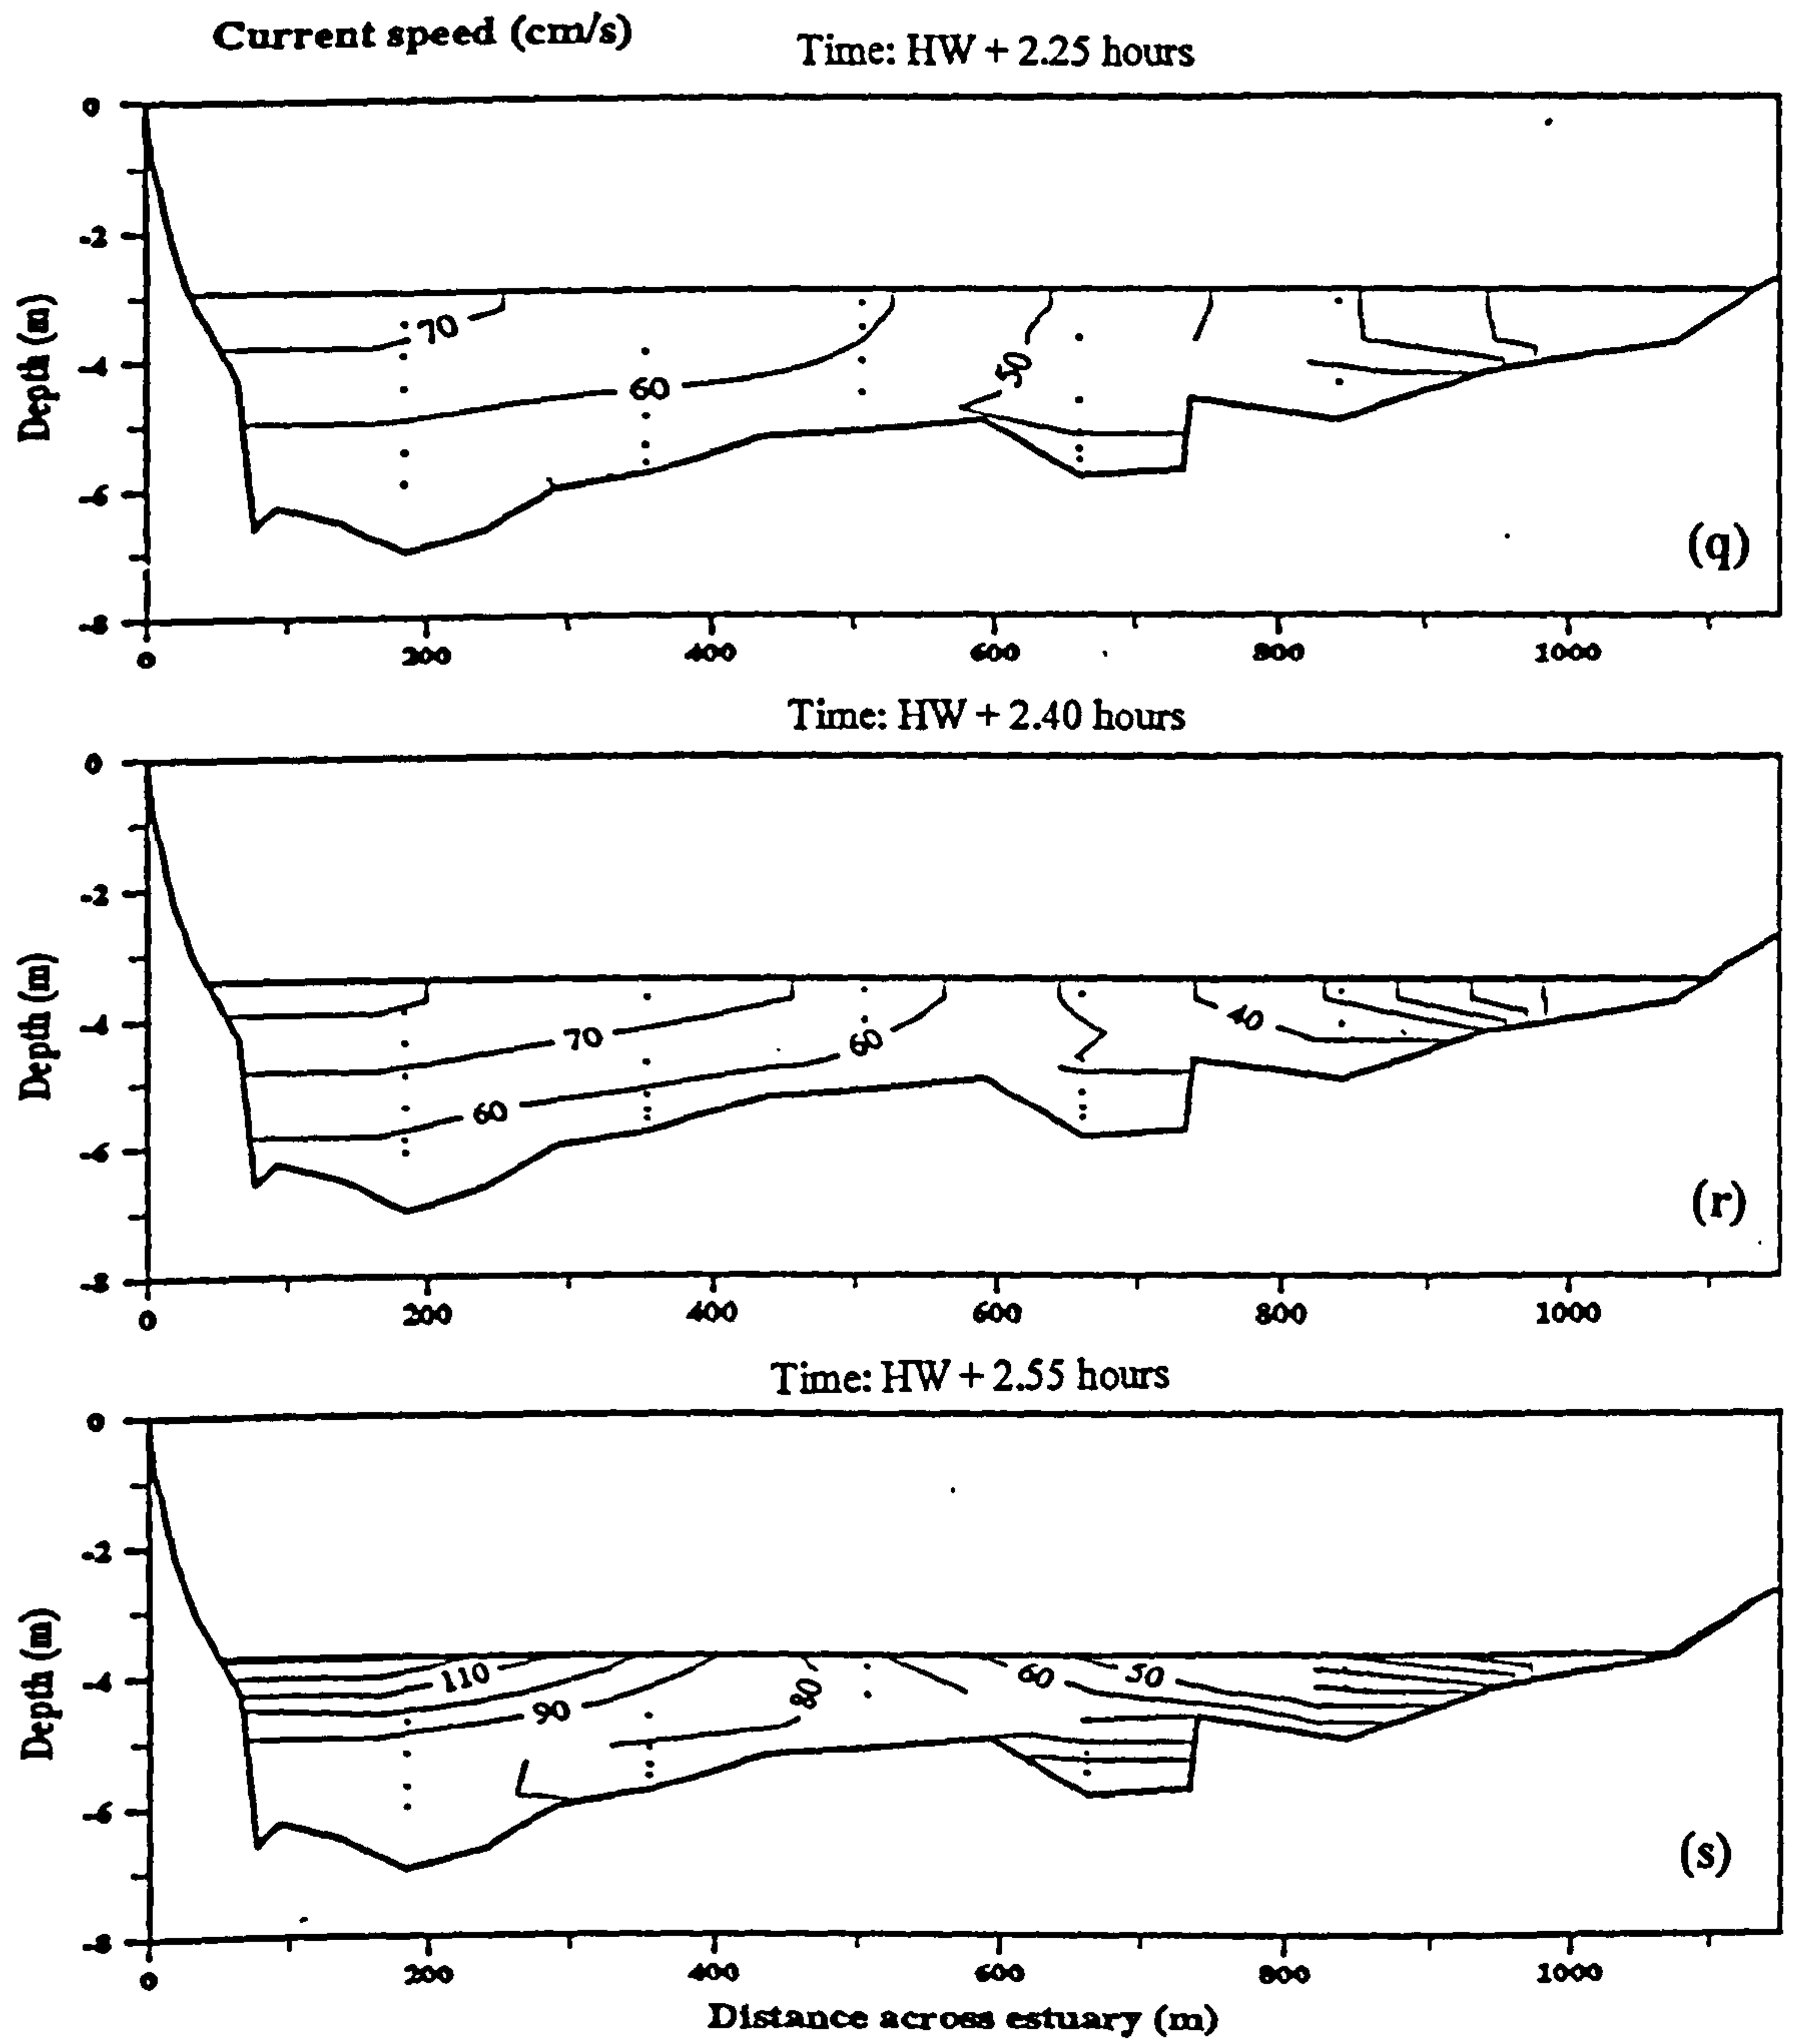 Current speed (cm/s)
Time: HW + 2.25 hours
0
-2
-4
-6
-8
Depth (m)
70
60
50
(q)
0 200 400 600 800 1000
Time: HW + 2.40 hours
0
-2
-4
-6
-8
Depth (m)
70
60
60
40
(r)
0 200 400 600 800 1000
Time: HW + 2.55 hours
0
-2
-4
-6
-8
Depth (m)
110
90
80
60
50
(s)
0 200 400 600 800 1000
Distance across estuary (m)